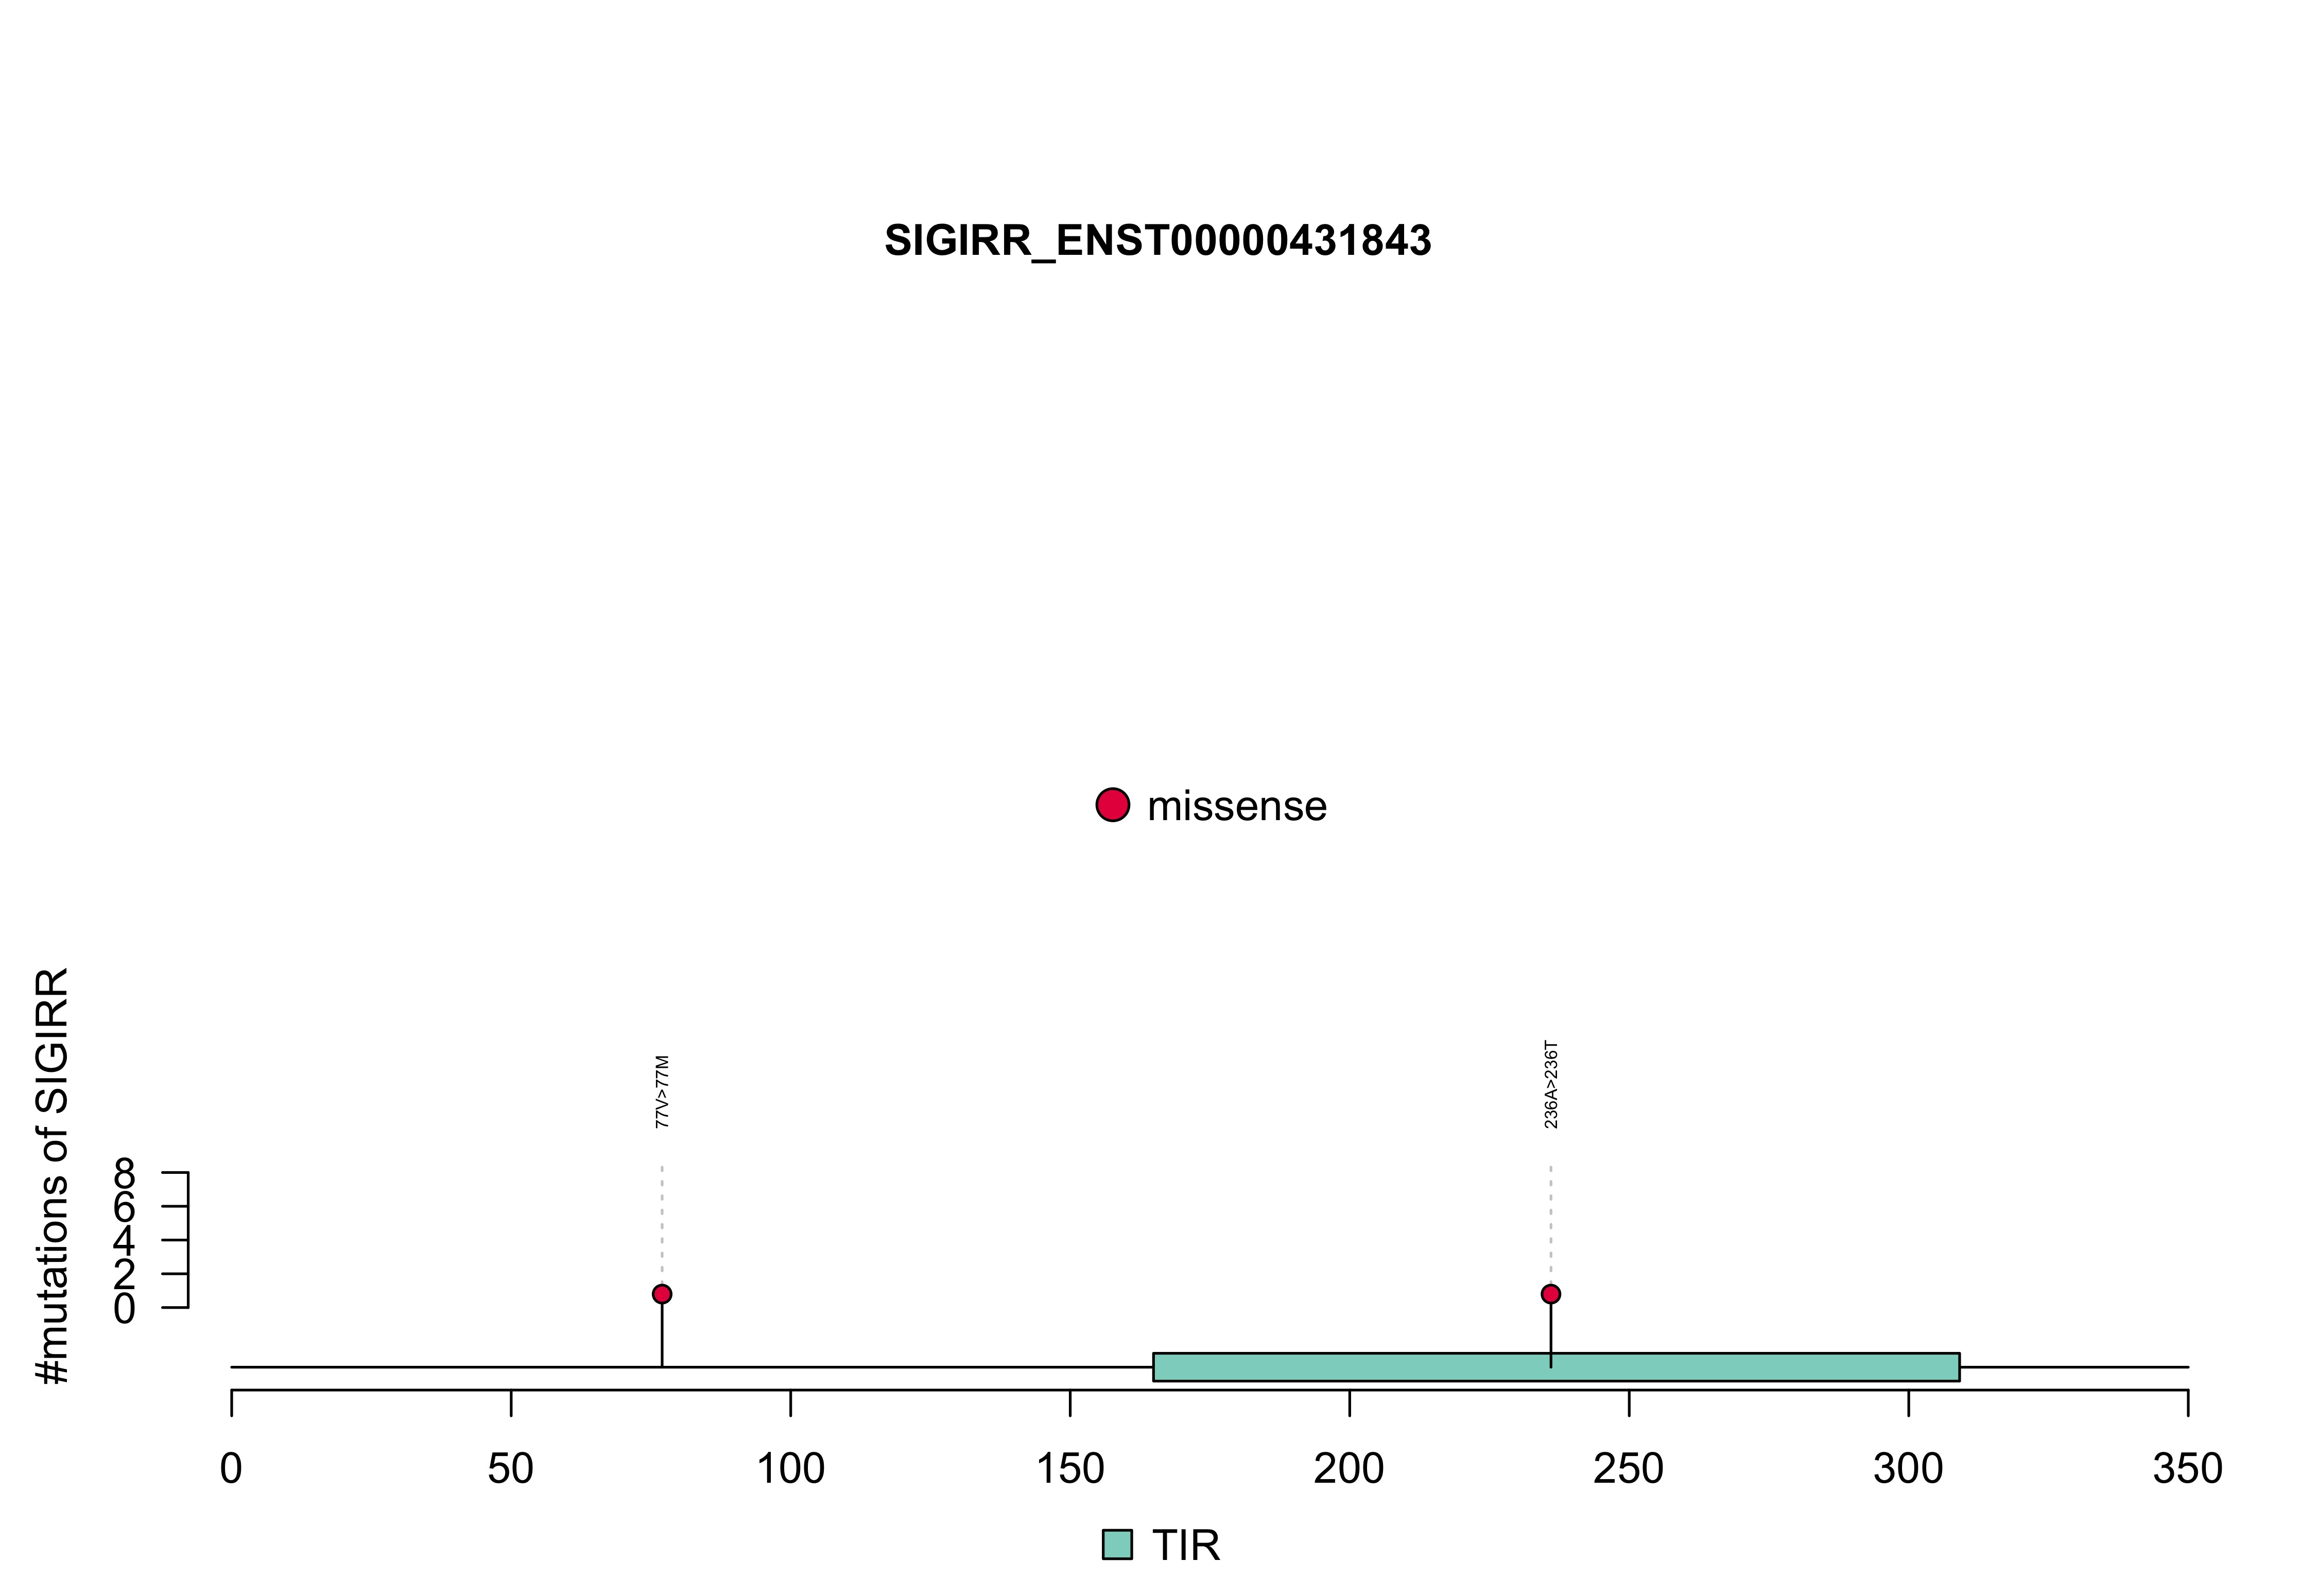 SIGIRR_ENST00000431843
missense
#mutations of SIGIRR
77V>77M
236A>236T
8
6
4
2
0
0 50 100 150 200 250 300 350
TIR